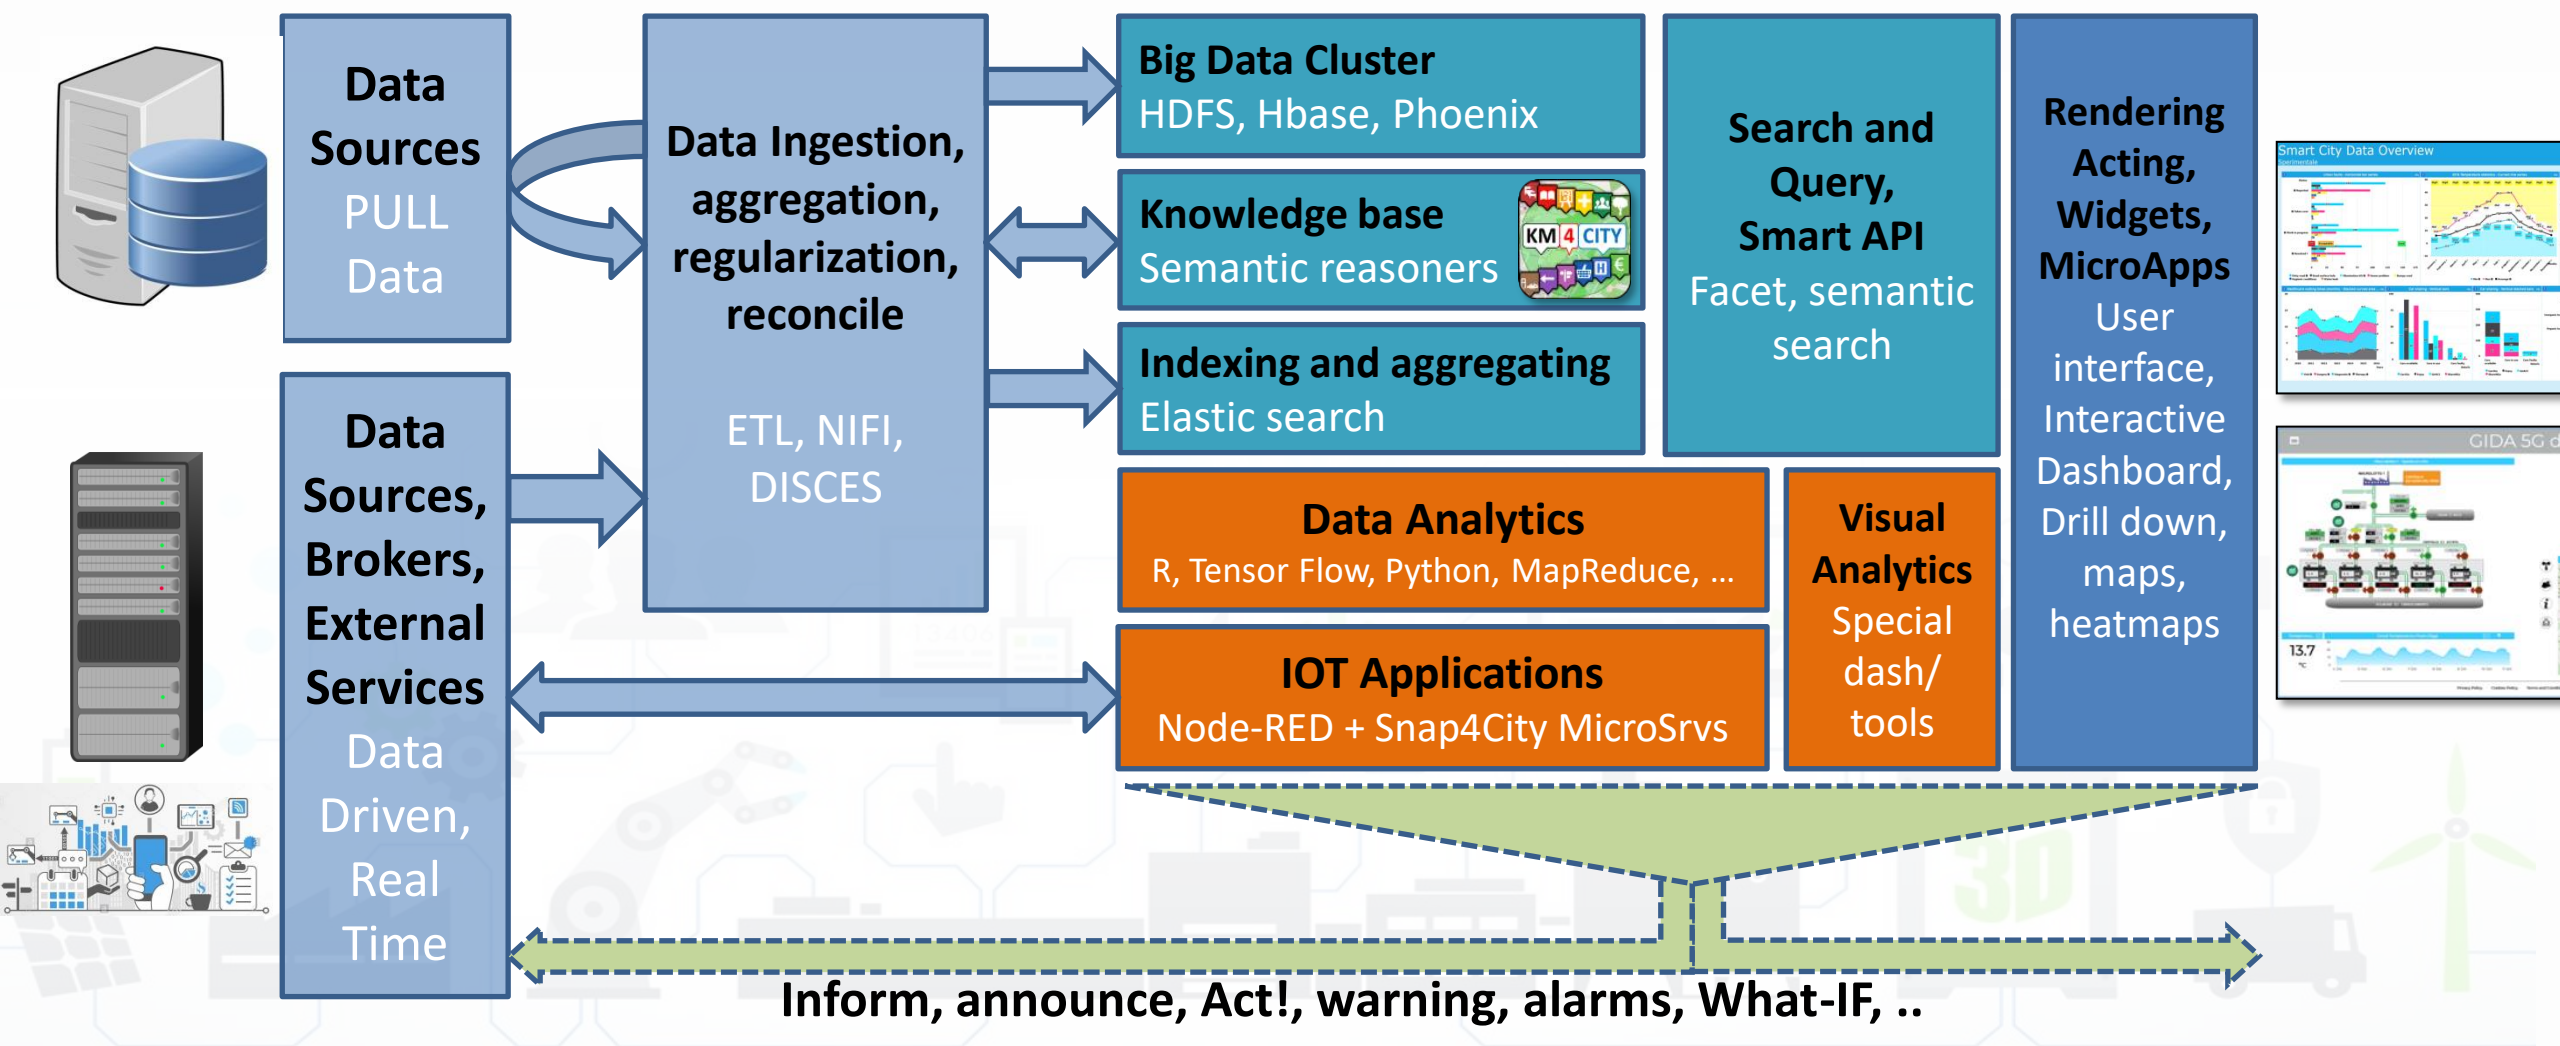 Data
Sources
PULL
Data
Data
Sources,
Brokers,
External
Services
Data
Driven,
Real
Time
Data Ingestion,
aggregation,
regularization,
reconcile
ETL, NIFI,
DISCES
Big Data Cluster
HDFS, Hbase, Phoenix
Knowledge base
Semantic reasoners
KM 4 CITY
Indexing and aggregating
Elastic search
Data Analytics
R, Tensor Flow, Python, MapReduce, ...
IOT Applications
Node-RED + Snap4City MicroSrvs
Search and
Query,
Smart API
Facet, semantic
search
Visual
Analytics
Special
dash/
tools
Rendering
Acting,
Widgets,
MicroApps
User
interface,
Interactive
Dashboard,
Drill down,
maps,
heatmaps
Smart City Data Overview
GIDA 5G d
13.7
°C
3D
Inform, announce, Act!, warning, alarms, What-IF, ..